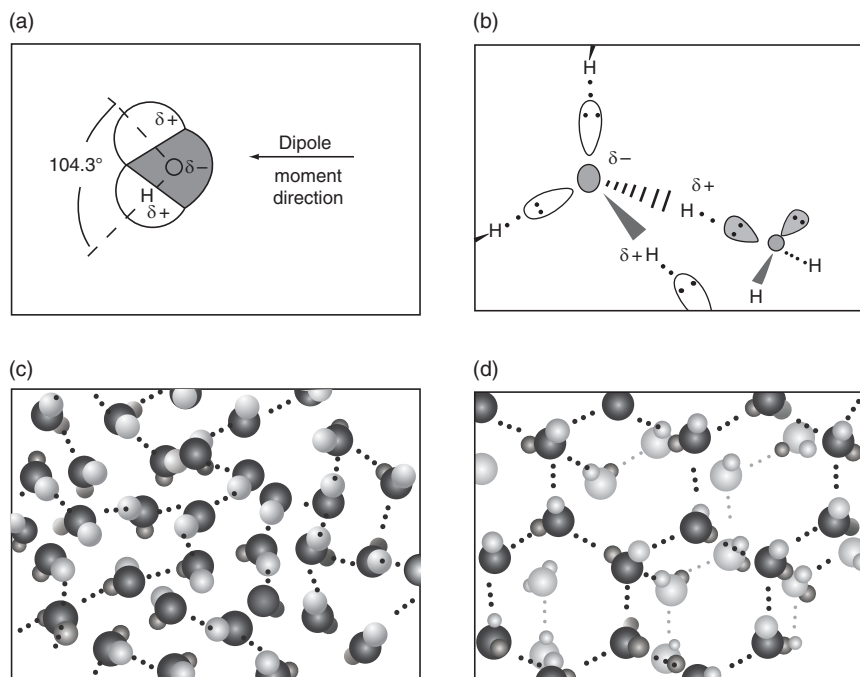 (a)
δ+
104.3°
δ−
H
δ+
Dipole
moment
direction
(b)
H
δ−
δ+
H
H
δ+H
H
H
(c)
(d)